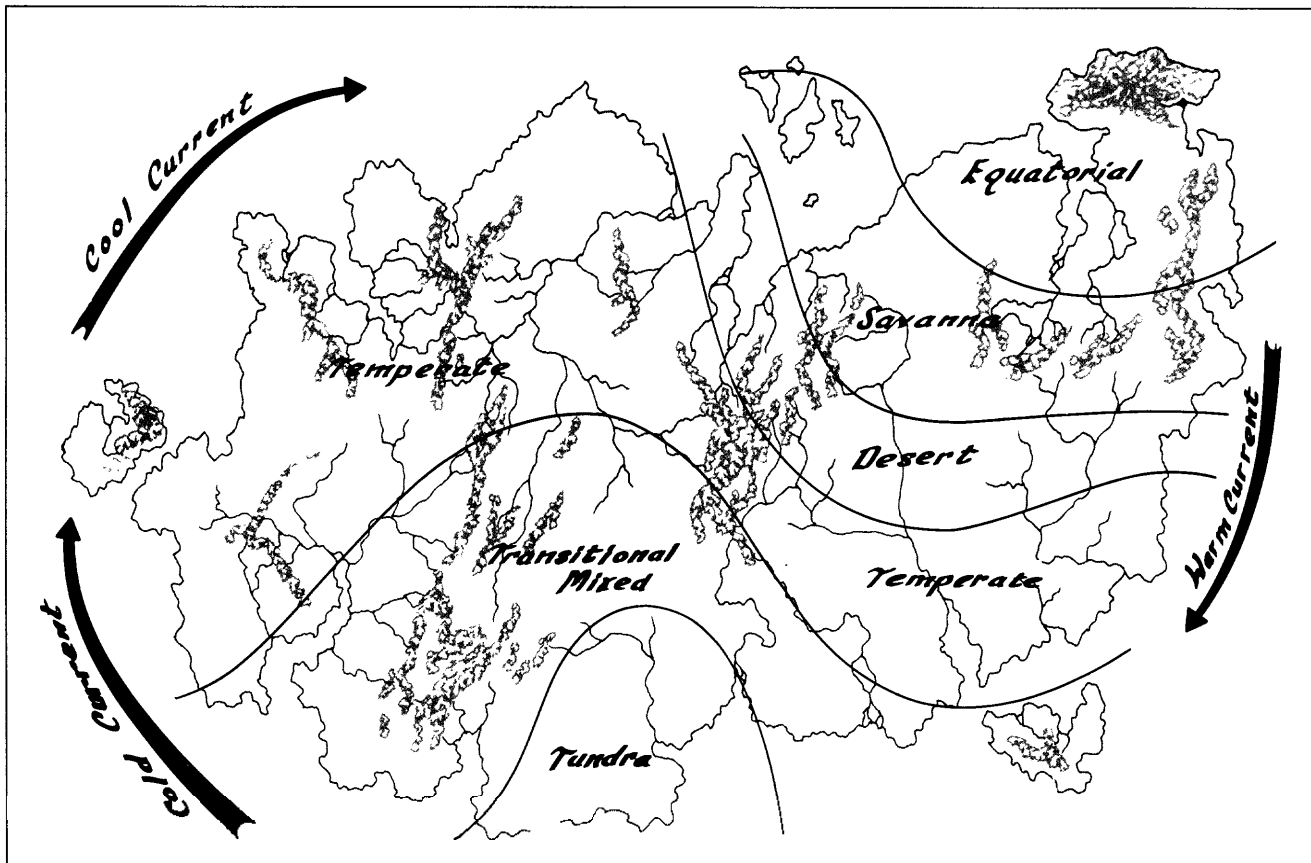 Cool Current
Equatorial
Savanna
Temperate
Desert
Warm Current
Transitional
Mixed
Temperate
Cold Current
Tundra